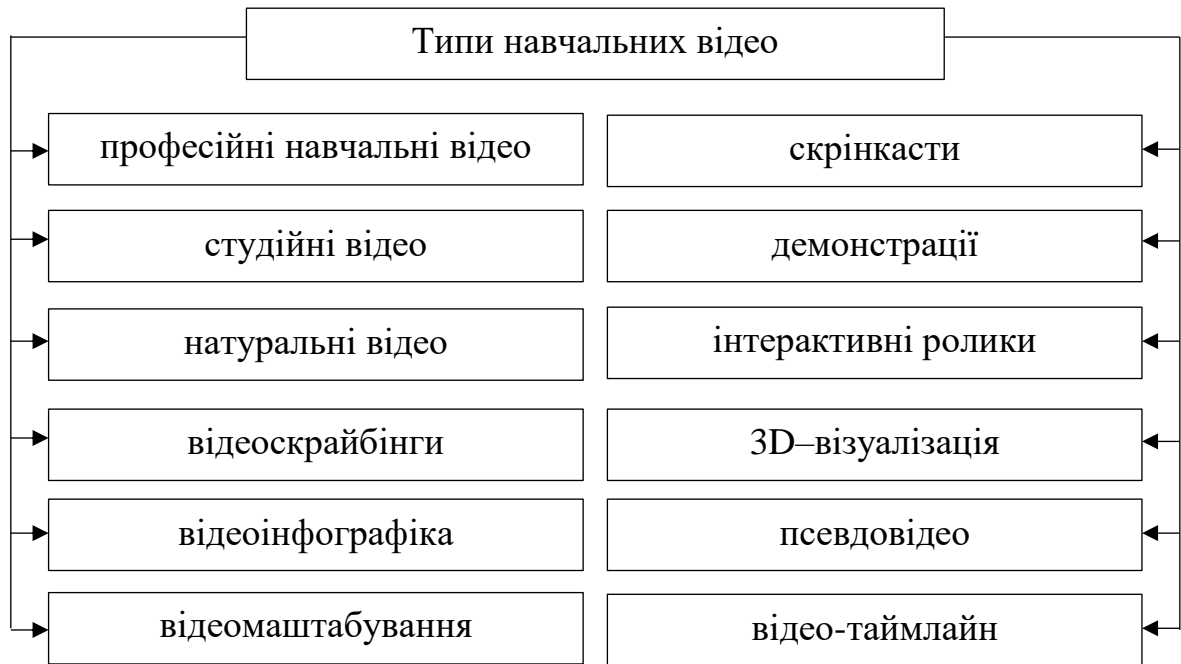 Типи навчальних відео
професійні навчальні відео
скрінкасти
студійні відео
демонстрації
натуральні відео
інтерактивні ролики
відеоскрайбінги
3D–візуалізація
відеоінфографіка
псевдовідео
відеомаштабування
відео-таймлайн